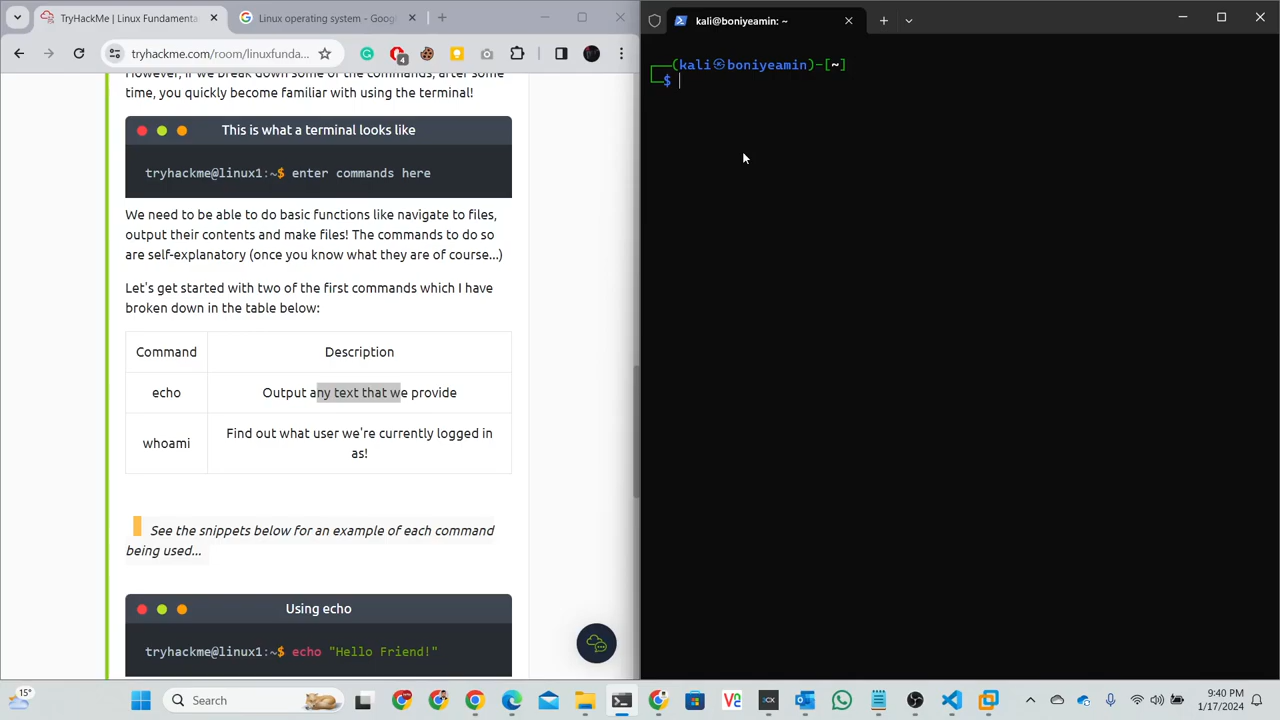 TryHackMe | Linux Fundamenta
Linux operating system - Goog
tryhackme.com/room/linuxfunda...
4
However, if we break down some of the commands, after some
time, you quickly become familiar with using the terminal!
This is what a terminal looks like
tryhackme@linux1:~$ enter commands here
We need to be able to do basic functions like navigate to files,
output their contents and make files! The commands to do so
are self-explanatory (once you know what they are of course...)
Let's get started with two of the first commands which I have
broken down in the table below:
Command Description
echo Output any text that we provide
whoami Find out what user we're currently logged in
as!
See the snippets below for an example of each command
being used...
Using echo
tryhackme@linux1:~$ echo "Hello Friend!"
kali@boniyeamin: ~
(kali㉿boniyeamin)-[~]
$
15°
Search
9:40 PM
1/17/2024